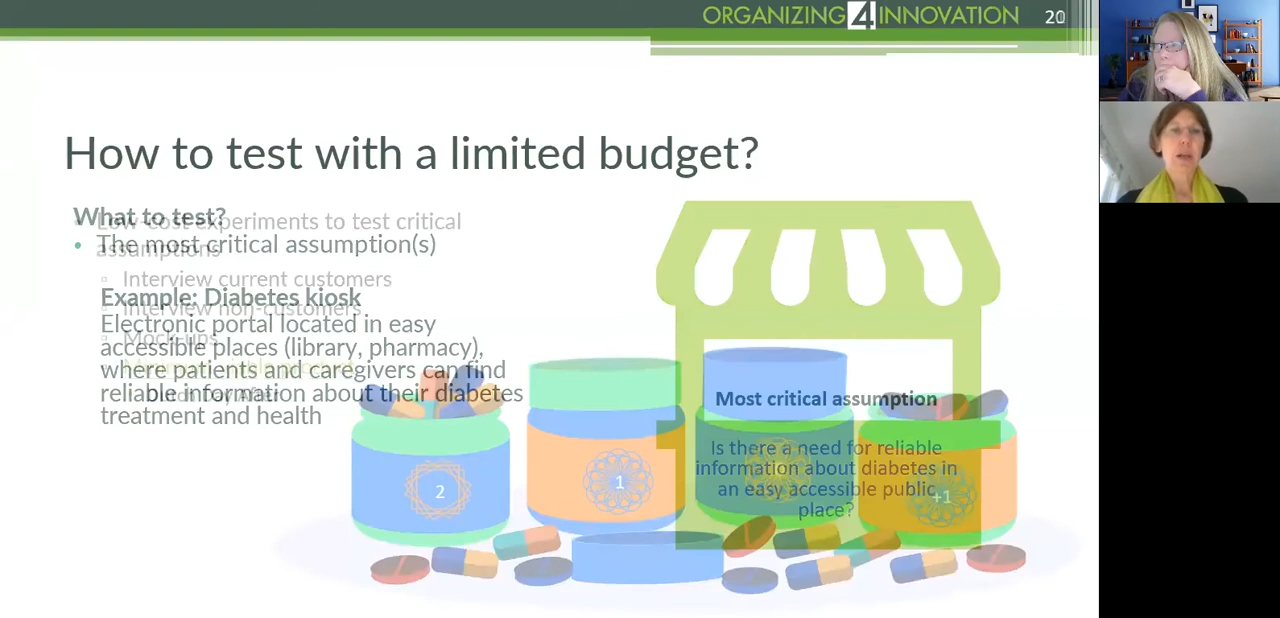 ORGANIZING 4 INNOVATION
How to test with a limited budget?
What to test?
Low-cost experiments to test critical
assumptions
• The most critical assumption(s)
Interview current customers
Example: Diabetes kiosk
Interview non-customers
Electronic portal located in easy
Mock-ups
accessible places (library, pharmacy),
where patients and caregivers can find
reliable information about their diabetes
treatment and health
Most critical assumption
Is there a need for reliable
information about diabetes in
an easy accessible public
place?
2
1
+1